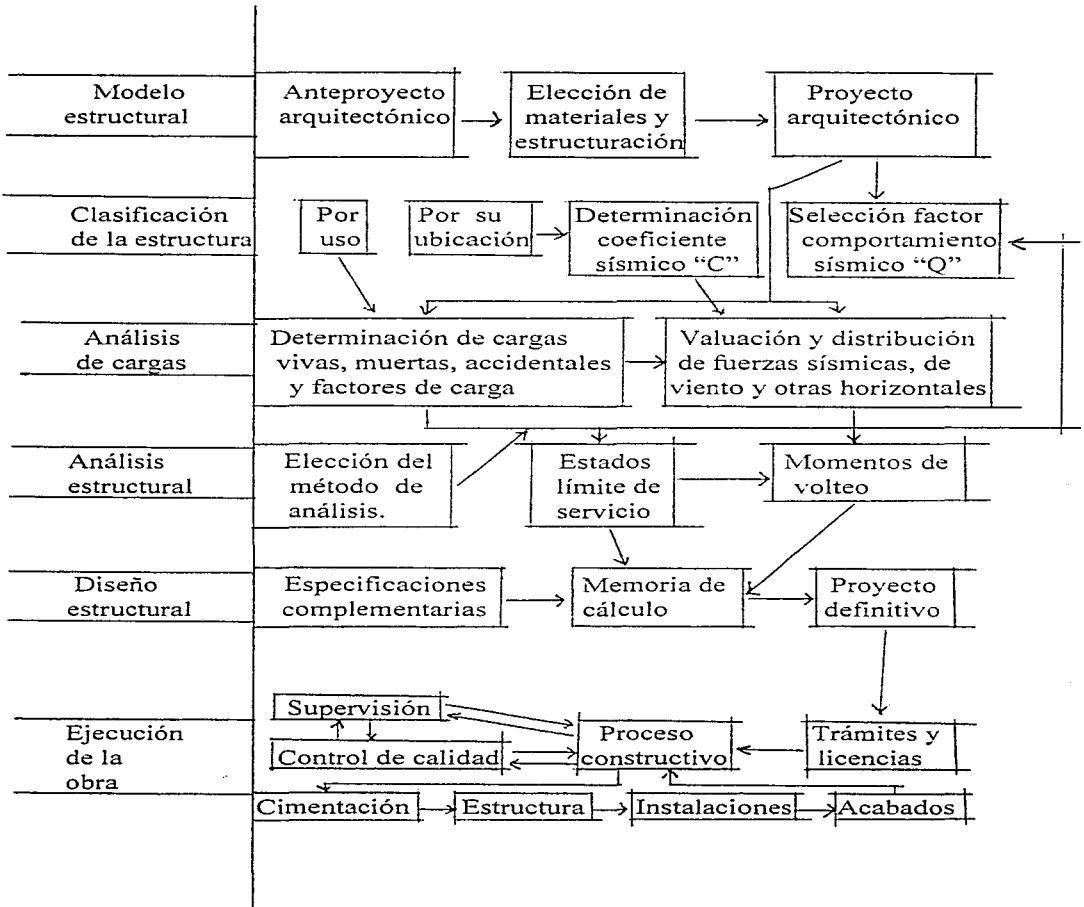 Modelo
estructural
Anteproyecto
arquitectónico
Elección de
materiales y
estructuración
Proyecto
arquitectónico
Clasificación
de la estructura
Por
uso
Por su
ubicación
Determinación
coeficiente
sísmico “C”
Selección factor
comportamiento
sísmico “Q”
Análisis
de cargas
Determinación de cargas
vivas, muertas, accidentales
y factores de carga
Valuación y distribución
de fuerzas sísmicas, de
viento y otras horizontales
Análisis
estructural
Elección del
método de
análisis.
Estados
límite de
servicio
Momentos de
volteo
Diseño
estructural
Especificaciones
complementarias
Memoria de
cálculo
Proyecto
definitivo
Ejecución
de la
obra
Supervisión
Control de calidad
Proceso
constructivo
Trámites y
licencias
Cimentación
Estructura
Instalaciones
Acabados